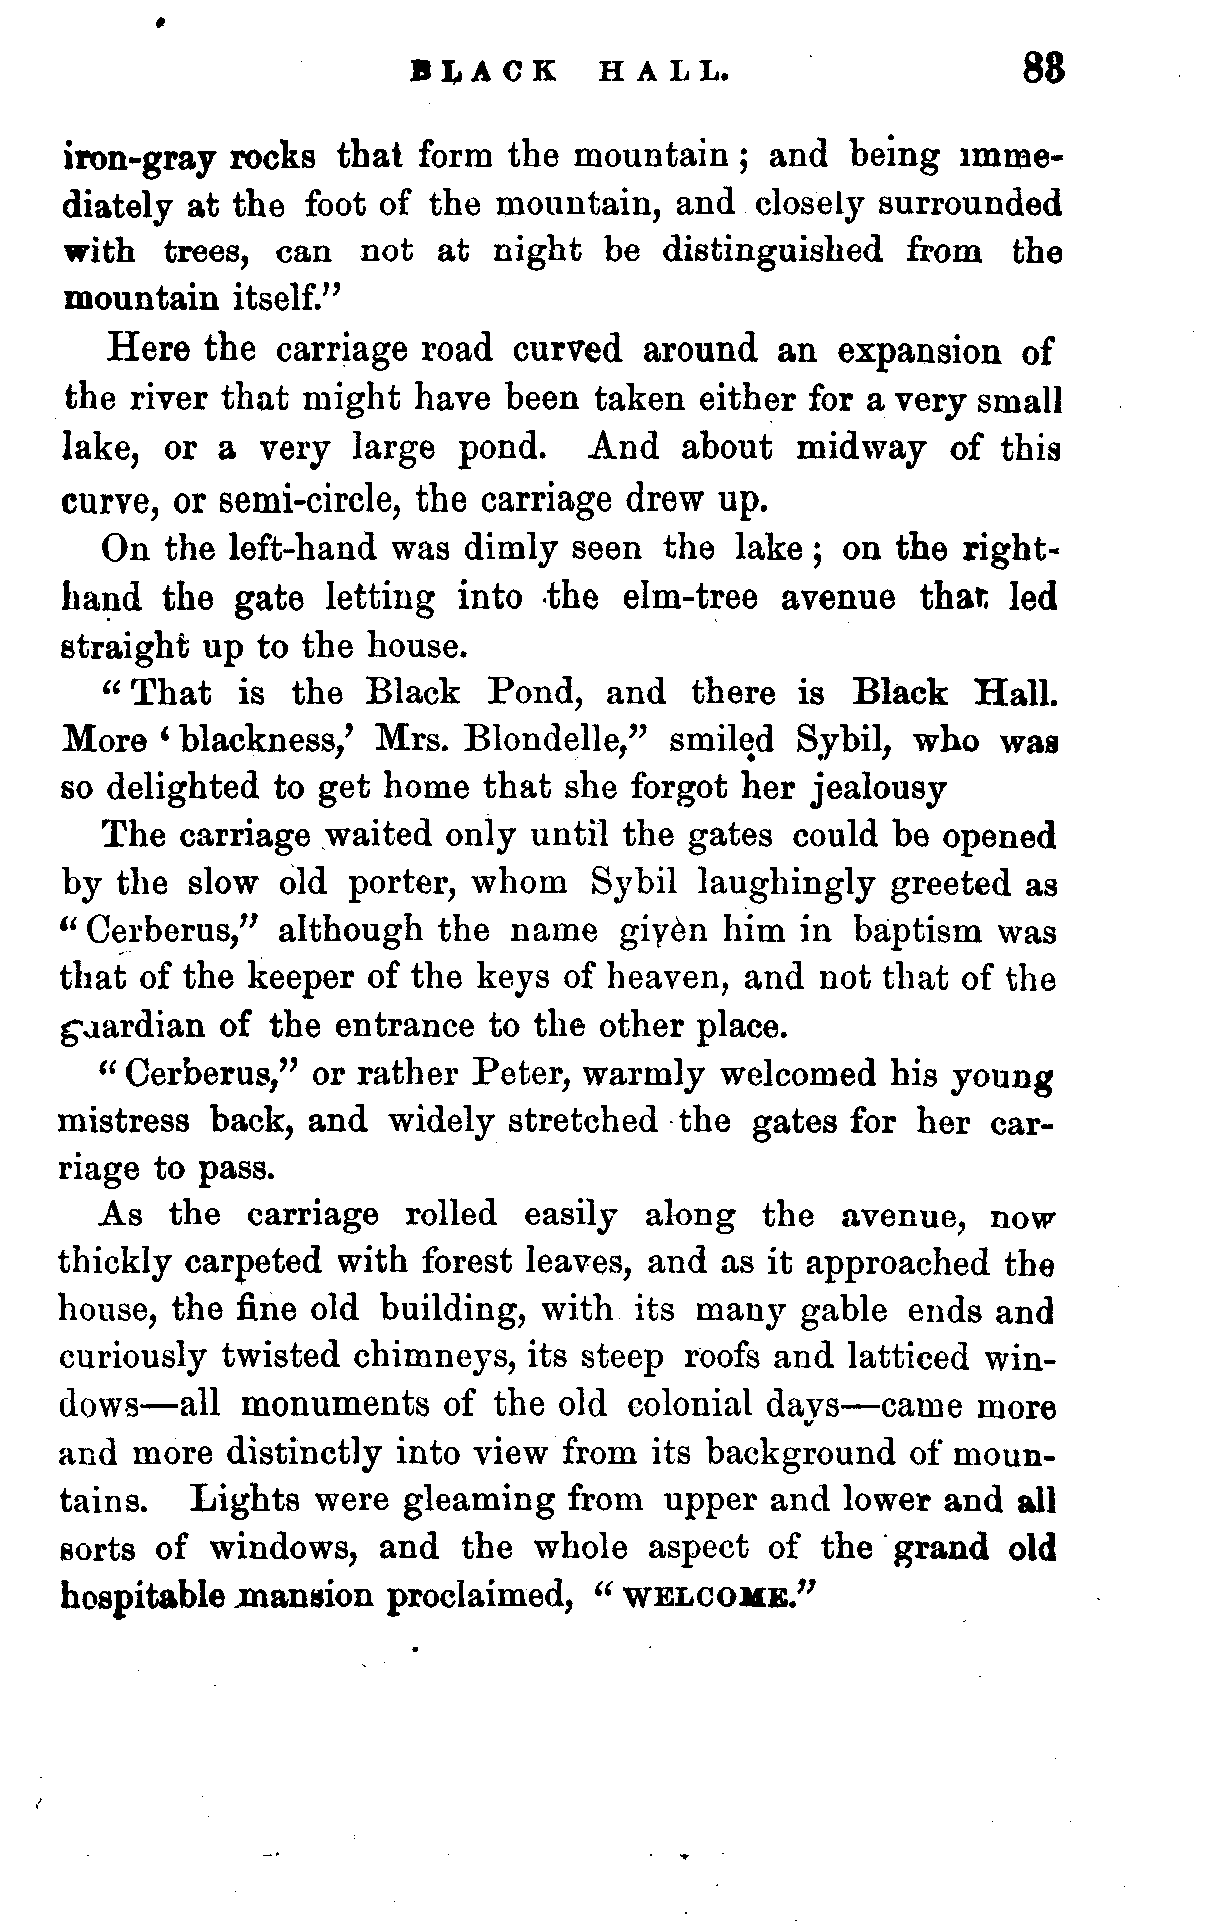 BLACK HALL. 83
iron-gray rocks that form the mountain; and being imme-
diately at the foot of the mountain, and closely surrounded
with trees, can not at night be distinguished from the
mountain itself."
Here the carriage road curved around an expansion of
the river that might have been taken either for a very small
lake, or a very large pond. And about midway of this
curve, or semi-circle, the carriage drew up.
On the left-hand was dimly seen the lake; on the right-
hand the gate letting into the elm-tree avenue that led
straight up to the house.
"That is the Black Pond, and there is Black Hall.
More 'blackness,' Mrs. Blondelle," smiled Sybil, who was
so delighted to get home that she forgot her jealousy
The carriage waited only until the gates could be opened
by the slow old porter, whom Sybil laughingly greeted as
"Cerberus," although the name given him in baptism was
that of the keeper of the keys of heaven, and not that of the
guardian of the entrance to the other place.
"Cerberus," or rather Peter, warmly welcomed his young
mistress back, and widely stretched the gates for her car-
riage to pass.
As the carriage rolled easily along the avenue, now
thickly carpeted with forest leaves, and as it approached the
house, the fine old building, with its many gable ends and
curiously twisted chimneys, its steep roofs and latticed win-
dows—all monuments of the old colonial days—came more
and more distinctly into view from its background of moun-
tains. Lights were gleaming from upper and lower and all
sorts of windows, and the whole aspect of the grand old
hospitable mansion proclaimed, "WELCOME."